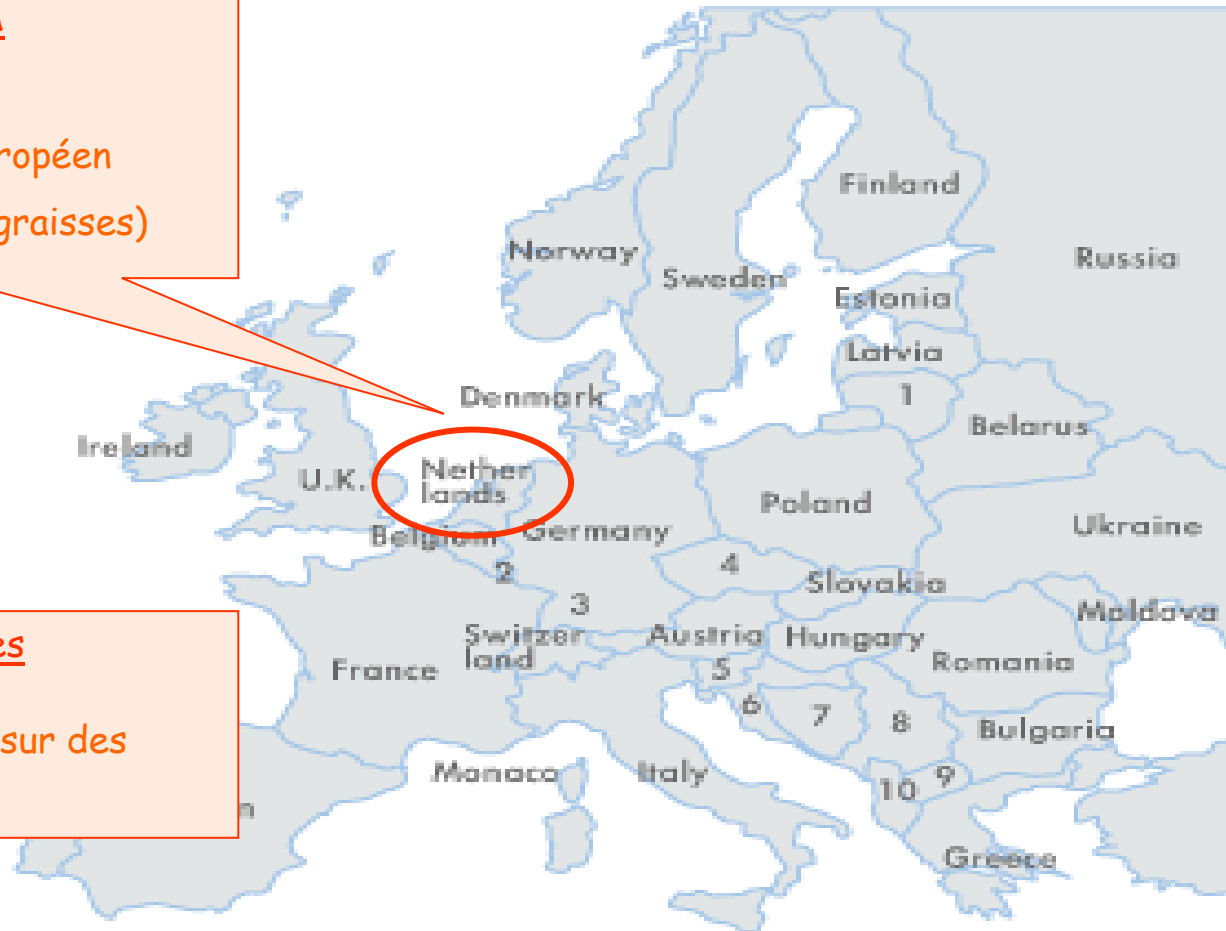 ropéen
graisses)
es
sur des
n
Finland
Norway
Sweden
Russia
Estonia
Latvia
1
Denmark
Belarus
Ireland
U.K.
Nether
lands
Poland
Belgium
Germany
Ukraine
2
4
Slovakia
3
Moldova
Switzer
land
Austria
Hungary
France
Romania
5
6
7
8
Bulgaria
Monaco
Italy
10
9
Greece